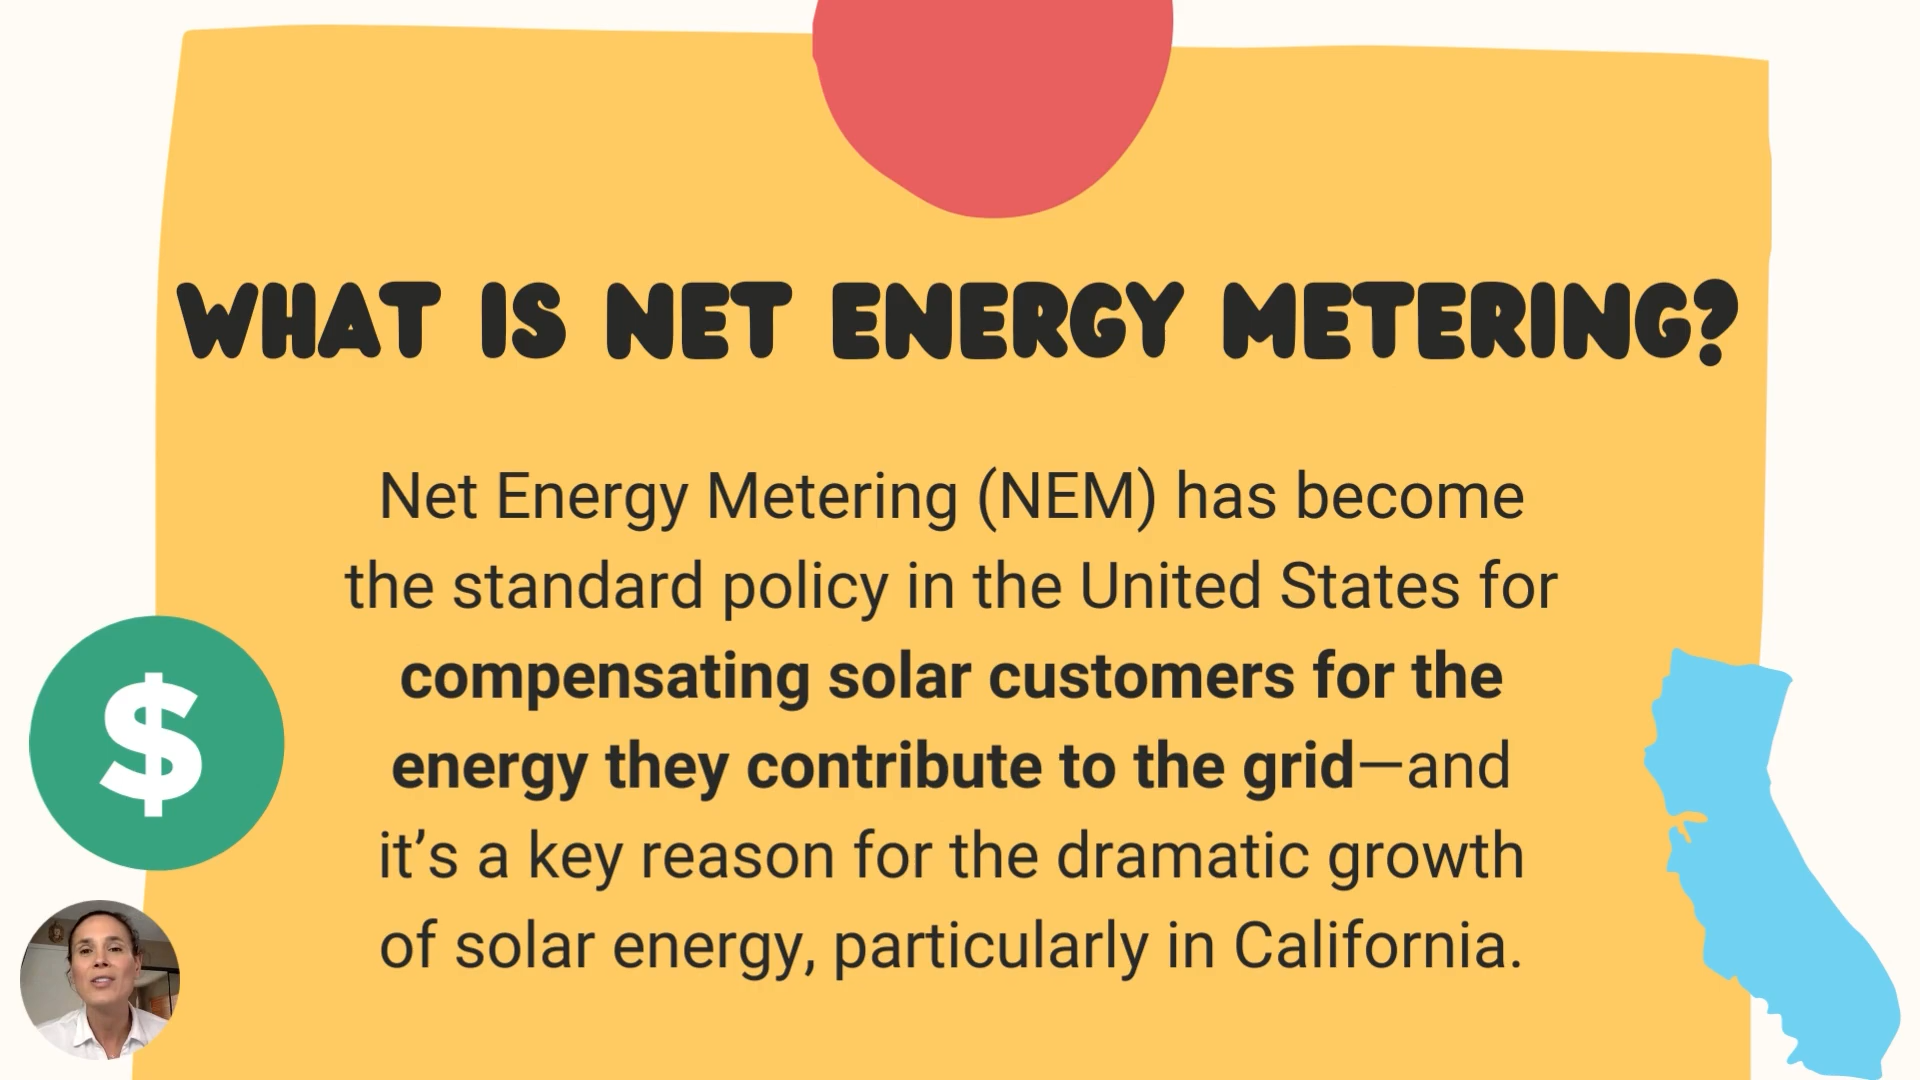 WHAT IS NET ENERGY METERING?
Net Energy Metering (NEM) has become
the standard policy in the United States for
compensating solar customers for the
energy they contribute to the grid—and
it’s a key reason for the dramatic growth
of solar energy, particularly in California.
$